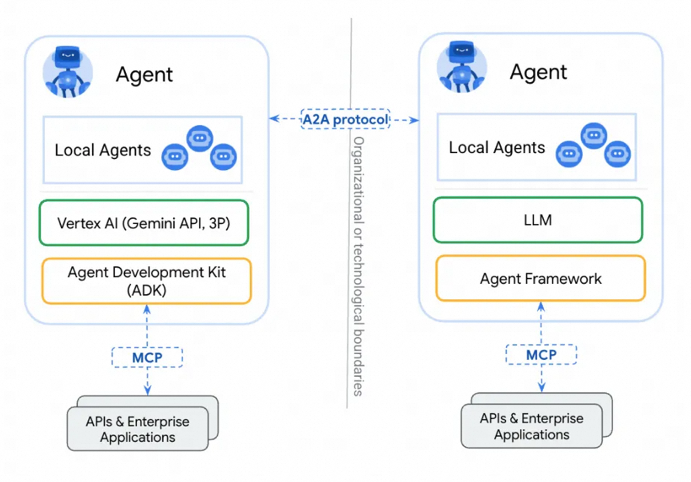 Agent
Local Agents
Vertex AI (Gemini API, 3P)
Agent Development Kit
(ADK)
MCP
APIs & Enterprise
Applications
A2A protocol
Organizational or technological boundaries
Agent
Local Agents
LLM
Agent Framework
MCP
APIs & Enterprise
Applications